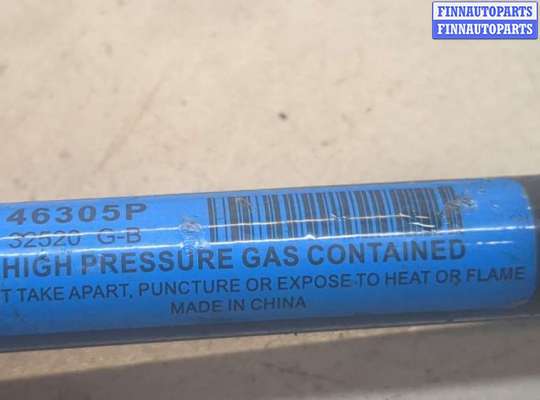 FINNAUTOPARTS
FINNAUTOPARTS
46305P
32520 G-B
HIGH PRESSURE GAS CONTAINED
T TAKE APART, PUNCTURE OR EXPOSE TO HEAT OR FLAME
MADE IN CHINA